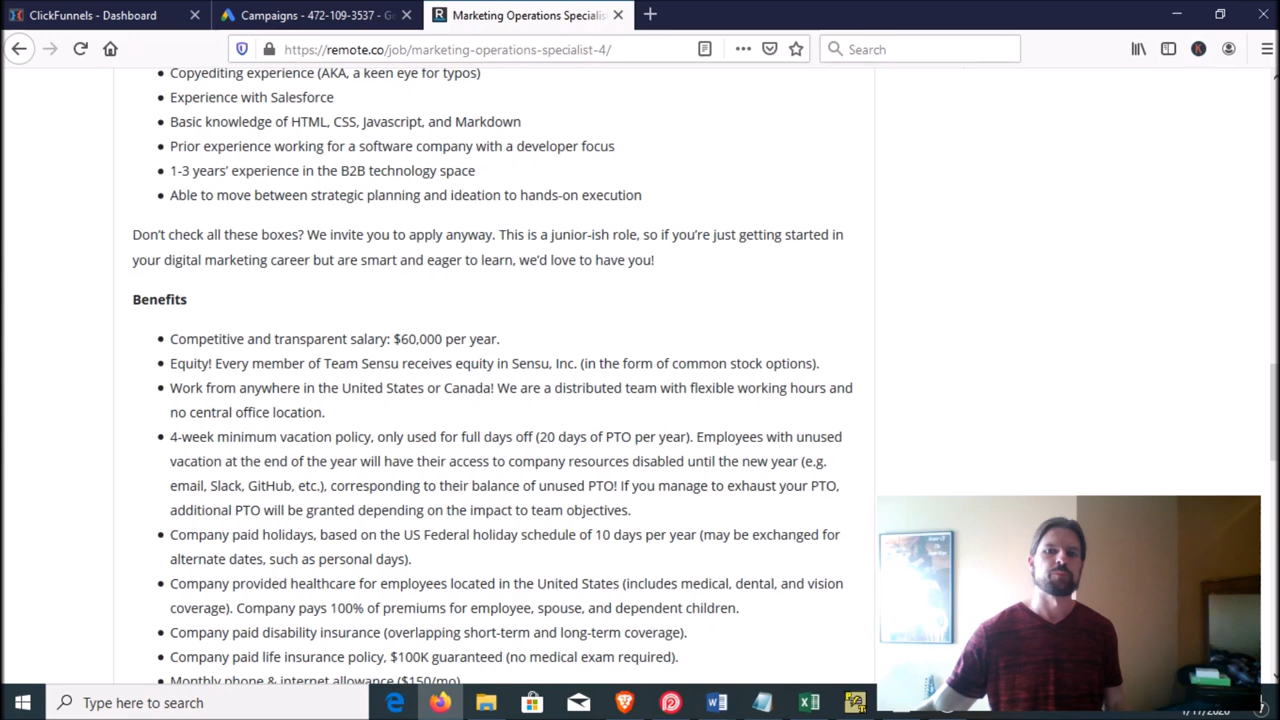 ClickFunnels - Dashboard
Campaigns - 472-109-3537 - G
Marketing Operations Specialis
https://remote.co/job/marketing-operations-specialist-4/
Search
Copyediting experience (AKA, a keen eye for typos)
Experience with Salesforce
Basic knowledge of HTML, CSS, Javascript, and Markdown
Prior experience working for a software company with a developer focus
1-3 years’ experience in the B2B technology space
Able to move between strategic planning and ideation to hands-on execution
Don’t check all these boxes? We invite you to apply anyway. This is a junior-ish role, so if you’re just getting started in
your digital marketing career but are smart and eager to learn, we’d love to have you!
Benefits
Competitive and transparent salary: $60,000 per year.
Equity! Every member of Team Sensu receives equity in Sensu, Inc. (in the form of common stock options).
Work from anywhere in the United States or Canada! We are a distributed team with flexible working hours and
no central office location.
4-week minimum vacation policy, only used for full days off (20 days of PTO per year). Employees with unused
vacation at the end of the year will have their access to company resources disabled until the new year (e.g.
email, Slack, GitHub, etc.), corresponding to their balance of unused PTO! If you manage to exhaust your PTO,
additional PTO will be granted depending on the impact to team objectives.
Company paid holidays, based on the US Federal holiday schedule of 10 days per year (may be exchanged for
alternate dates, such as personal days).
Company provided healthcare for employees located in the United States (includes medical, dental, and vision
coverage). Company pays 100% of premiums for employee, spouse, and dependent children.
Company paid disability insurance (overlapping short-term and long-term coverage).
Company paid life insurance policy, $100K guaranteed (no medical exam required).
Monthly phone & internet allowance ($150/mo)
Type here to search
1/17/2020